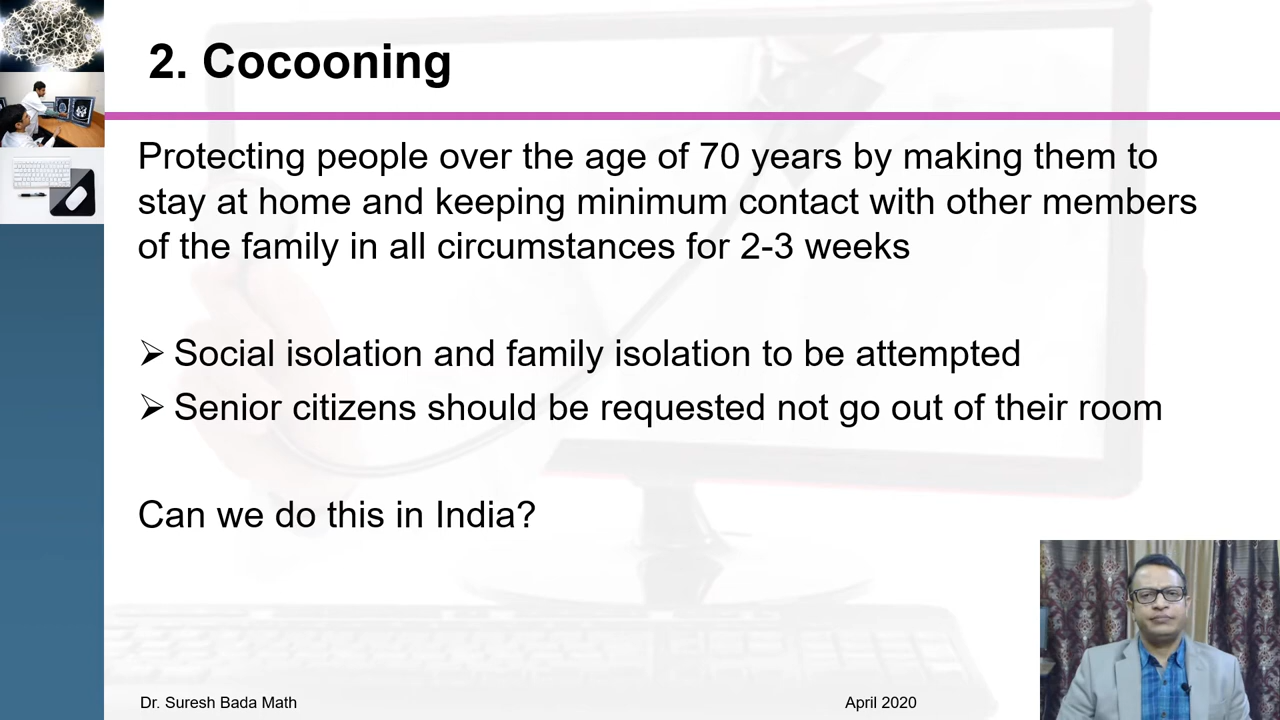 2. Cocooning
Protecting people over the age of 70 years by making them to
stay at home and keeping minimum contact with other members
of the family in all circumstances for 2-3 weeks
➢ Social isolation and family isolation to be attempted
➢ Senior citizens should be requested not go out of their room
Can we do this in India?
Dr. Suresh Bada Math
April 2020